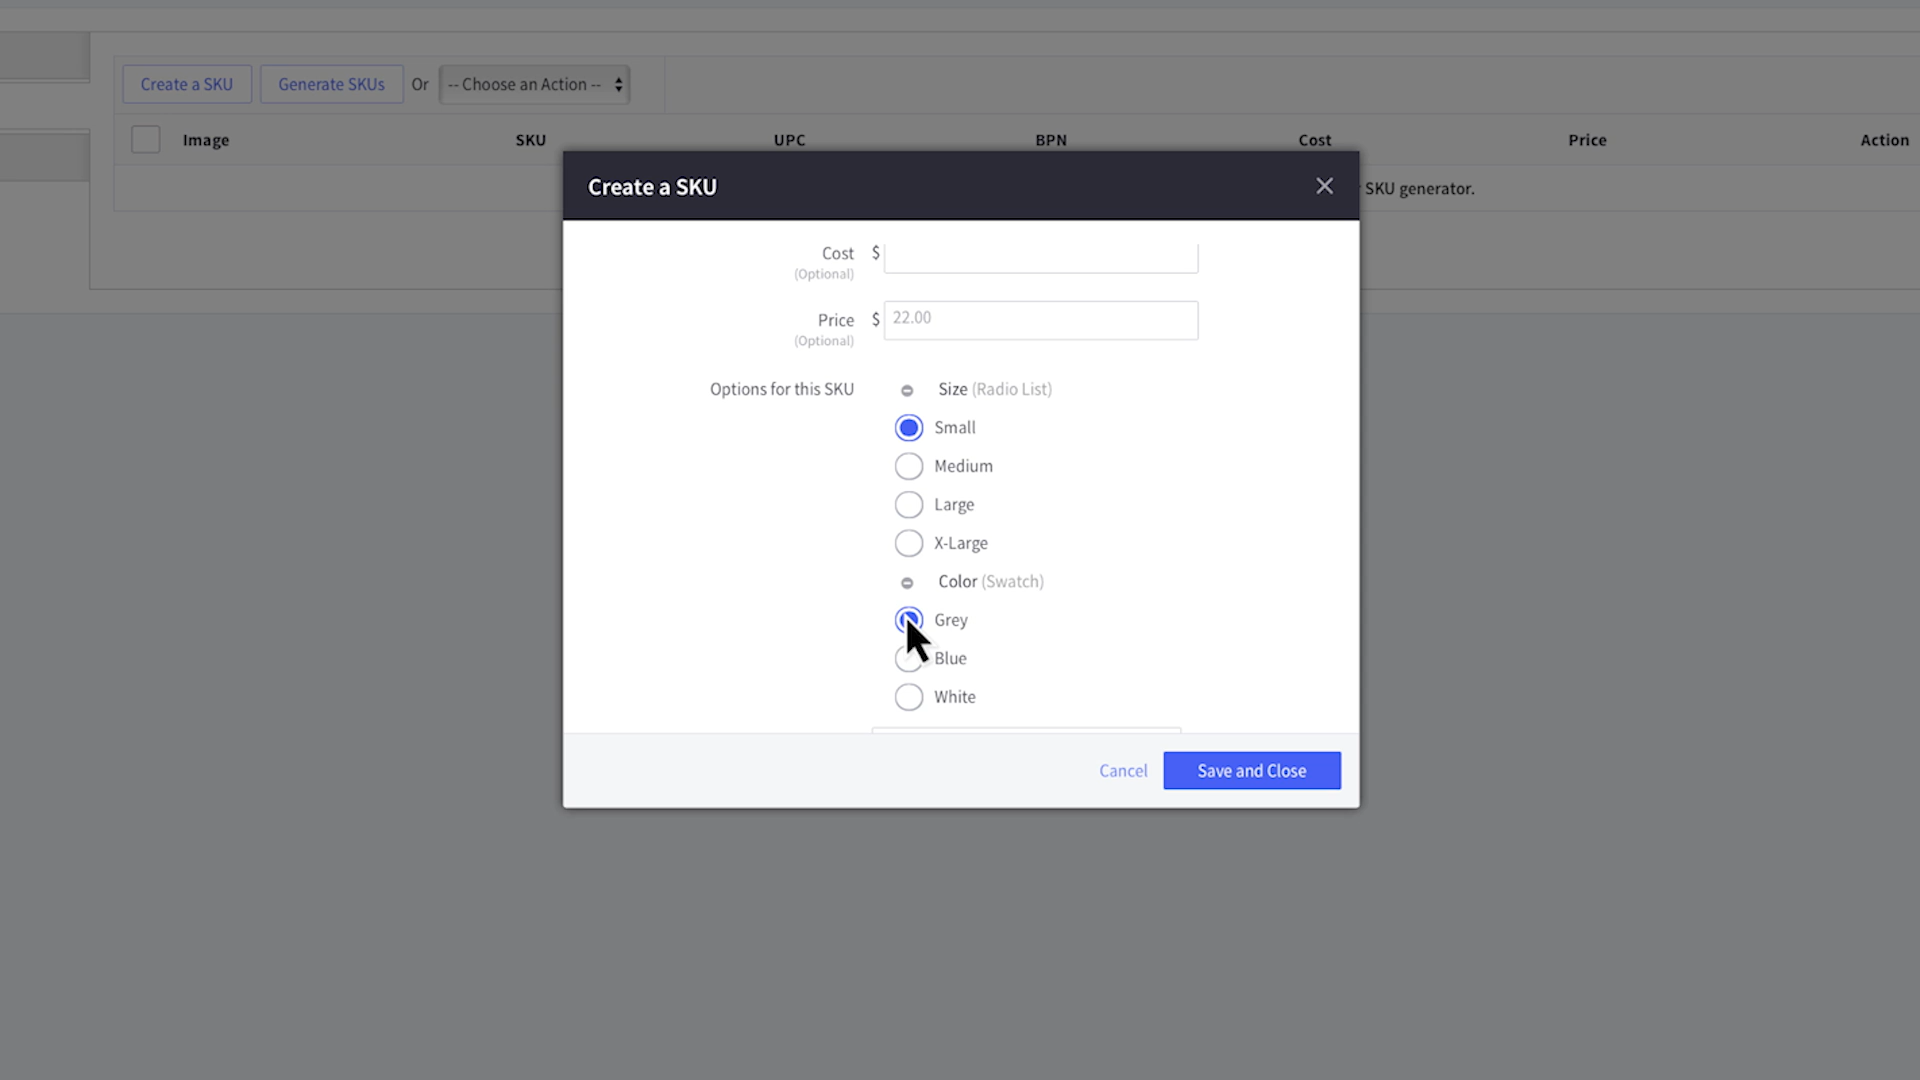 Create a SKU Generate SKUs Or -- Choose an Action --
Image SKU UPC BPN Cost Price Action
Create a SKU
SKU generator.
Cost $
(Optional)
Price $ 22.00
(Optional)
Options for this SKU Size (Radio List)
Small
Medium
Large
X-Large
Color (Swatch)
Grey
Blue
White
Cancel Save and Close